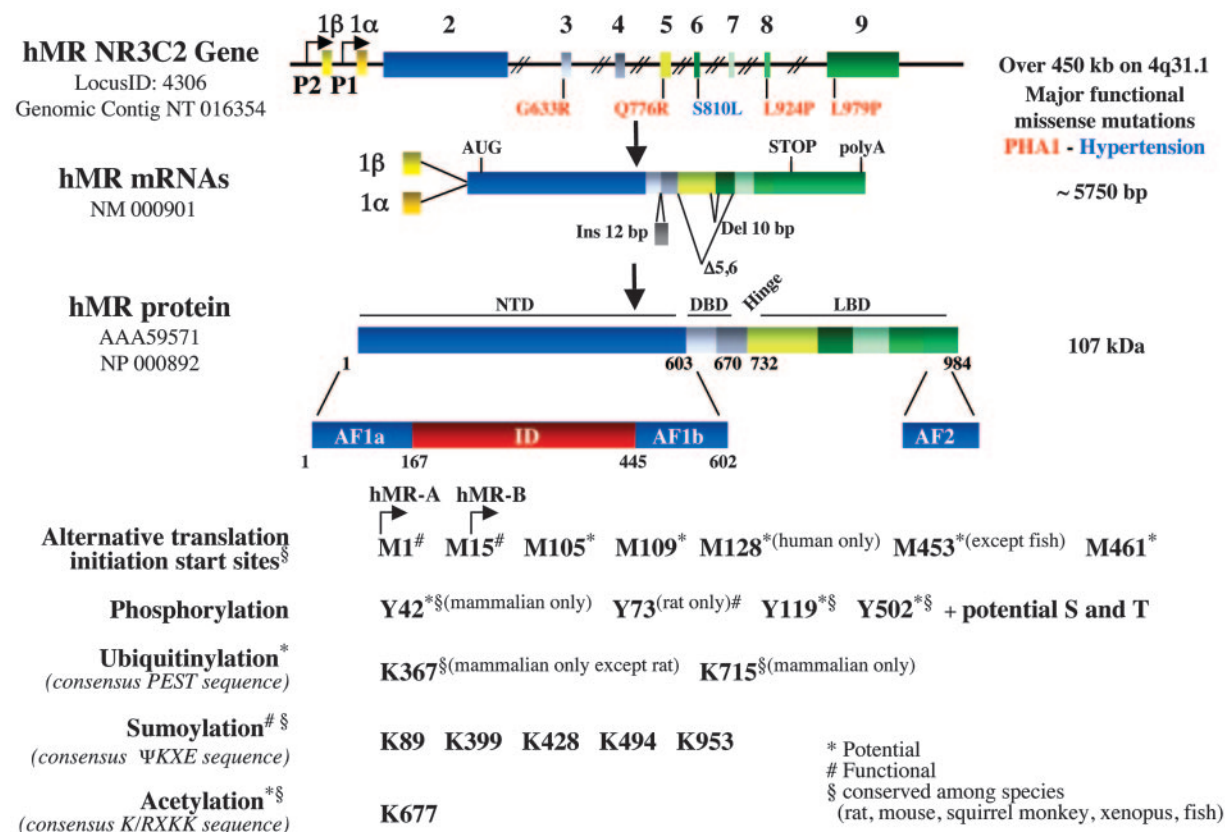 1β 1α 2 3 4 5 6 7 8 9
hMR NR3C2 Gene
LocusID: 4306
Genomic Contig NT 016354
P2 P1
Over 450 kb on 4q31.1
G633R Q776R S810L L924P L979P
Major functional
missense mutations
PHA1 - Hypertension
AUG STOP polyA
1β
hMR mRNAs
NM 000901
1α
~ 5750 bp
Ins 12 bp Del 10 bp
Δ5,6
hMR protein
AAA59571
NP 000892
NTD DBD Hinge LBD
107 kDa
1 603 670 732 984
AF1a ID AF1b AF2
1 167 445 602
hMR-A hMR-B
Alternative translation
initiation start sites§
M1# M15# M105* M109* M128*(human only) M453*(except fish) M461*
Phosphorylation Y42*§(mammalian only) Y73(rat only)# Y119*§ Y502*§ + potential S and T
Ubiquitinylation*
(consensus PEST sequence)
K367§(mammalian only except rat) K715§(mammalian only)
Sumoylation# §
(consensus ΨKXE sequence)
K89 K399 K428 K494 K953
Acetylation*§
(consensus K/RXKK sequence)
K677
* Potential
# Functional
§ conserved among species
(rat, mouse, squirrel monkey, xenopus, fish)